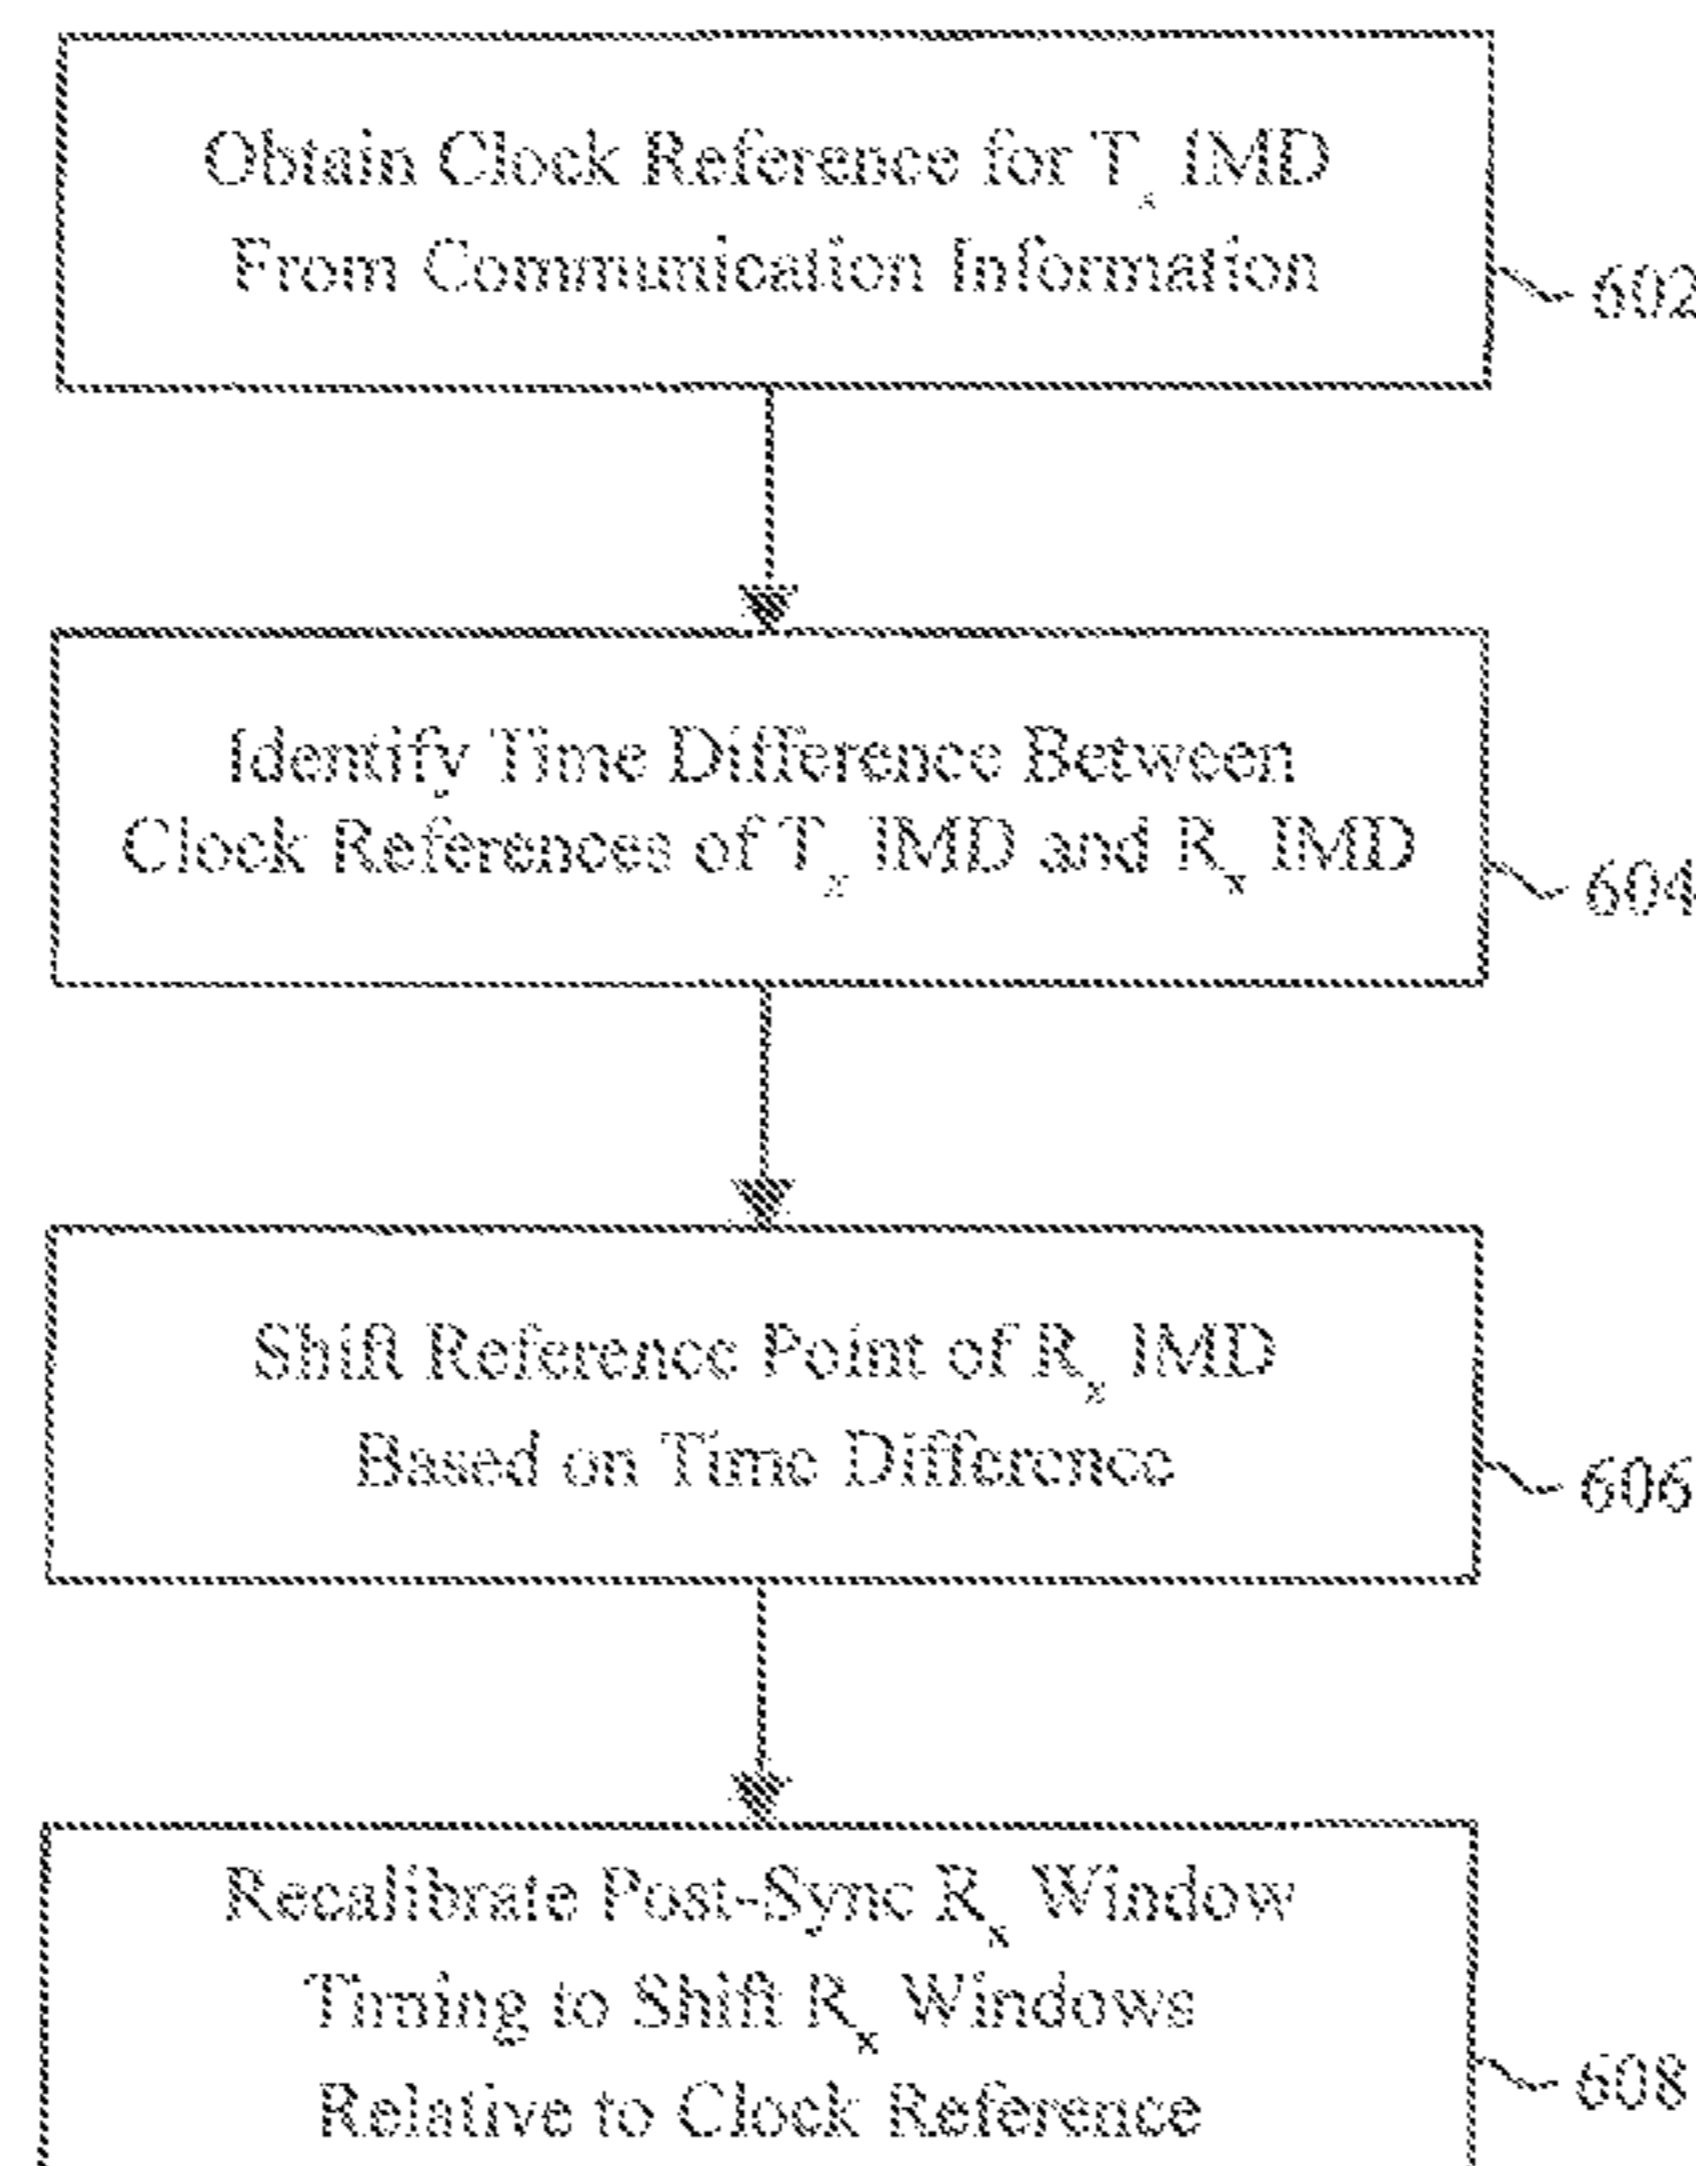 Obtain Clock Reference for Tₓ IMD
From Communication Information
602
Identify Time Difference Between
Clock References of Tₓ IMD and Rₓ IMD
604
Shift Reference Point of Rₓ IMD
Based on Time Difference
606
Recalibrate Post-Sync Rₓ Window
Timing to Shift Rₓ Windows
Relative to Clock Reference
608